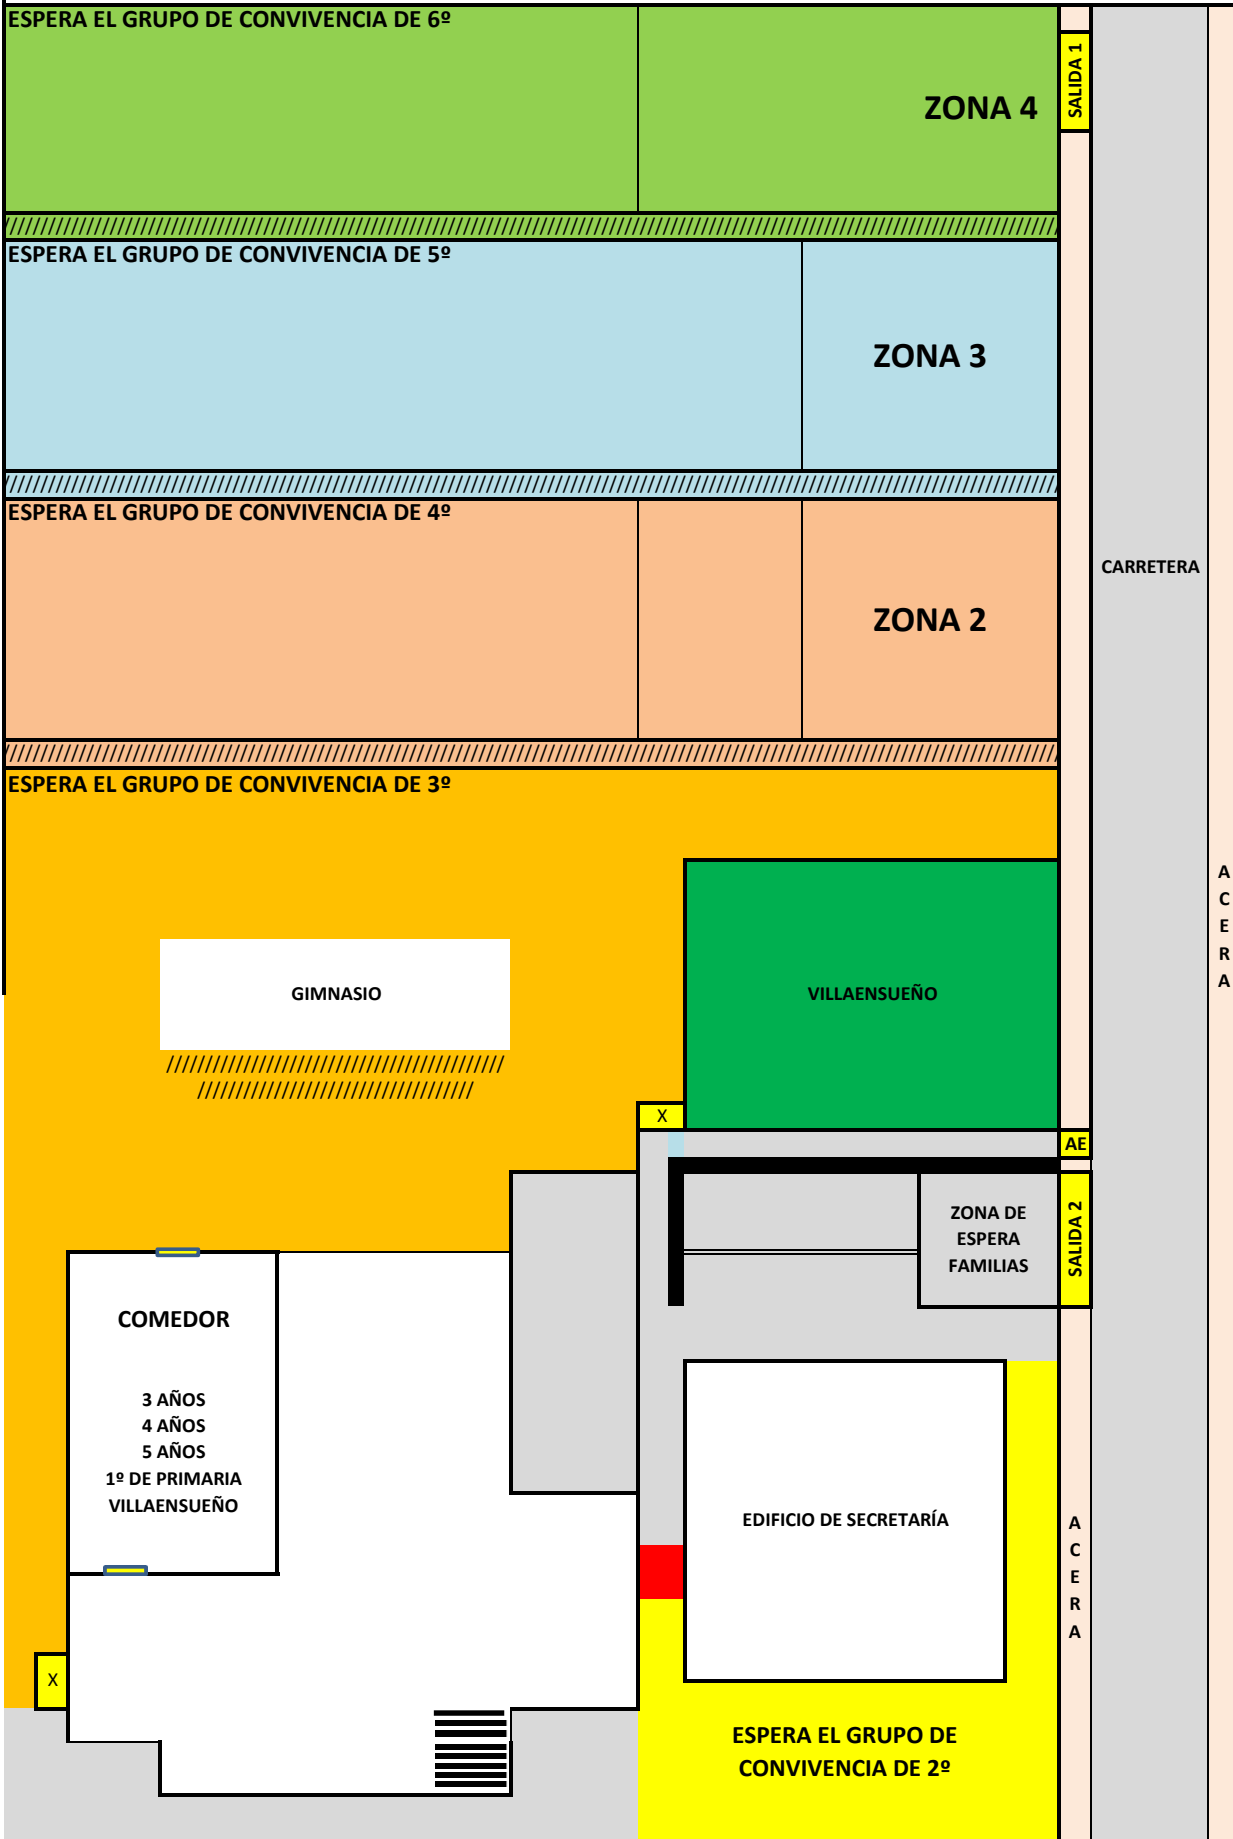 ESPERA EL GRUPO DE CONVIVENCIA DE 6º
SALIDA 1
ZONA 4
ESPERA EL GRUPO DE CONVIVENCIA DE 5º
ZONA 3
ESPERA EL GRUPO DE CONVIVENCIA DE 4º
CARRETERA
ZONA 2
ESPERA EL GRUPO DE CONVIVENCIA DE 3º
A
C
E
R
A
GIMNASIO
VILLAENSUEÑO
X
AE
SALIDA 2
ZONA DE
ESPERA
FAMILIAS
COMEDOR
3 AÑOS
4 AÑOS
5 AÑOS
1º DE PRIMARIA
VILLAENSUEÑO
EDIFICIO DE SECRETARÍA
A
C
E
R
A
X
ESPERA EL GRUPO DE
CONVIVENCIA DE 2º